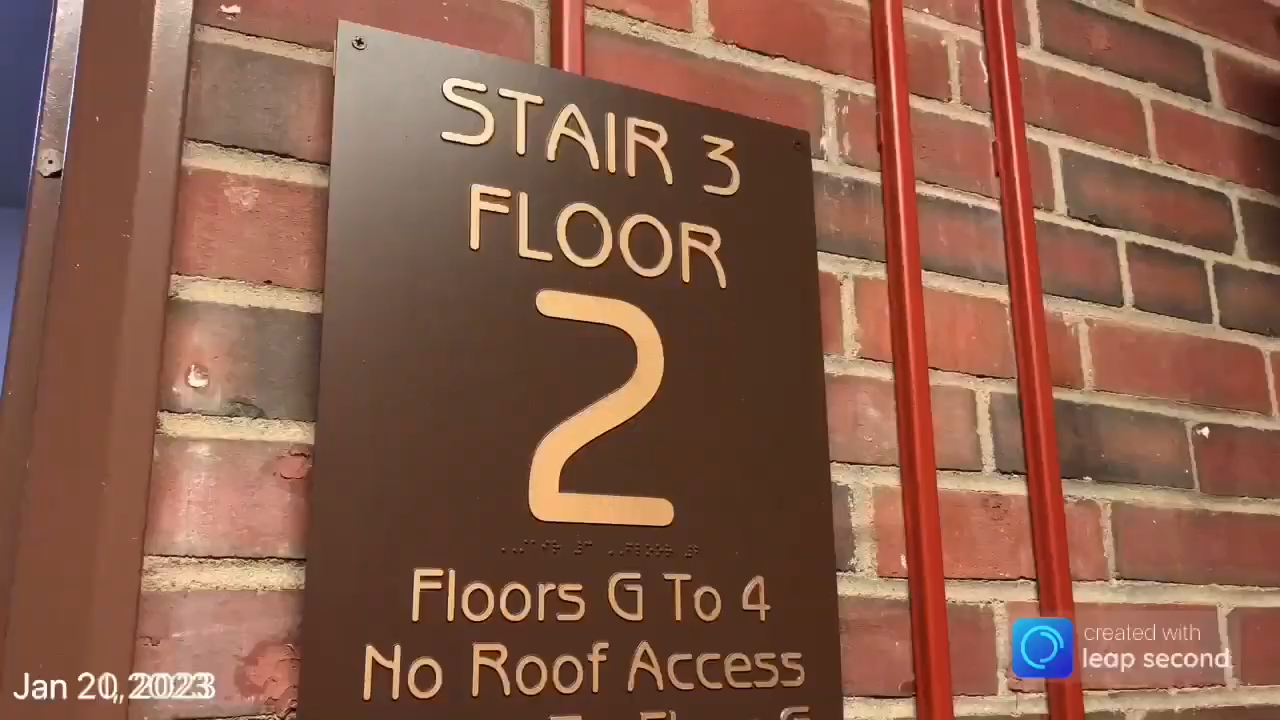 STAIR 3
FLOOR
2
Floors G To 4
No Roof Access
created with
leap second
Jan 20, 2023